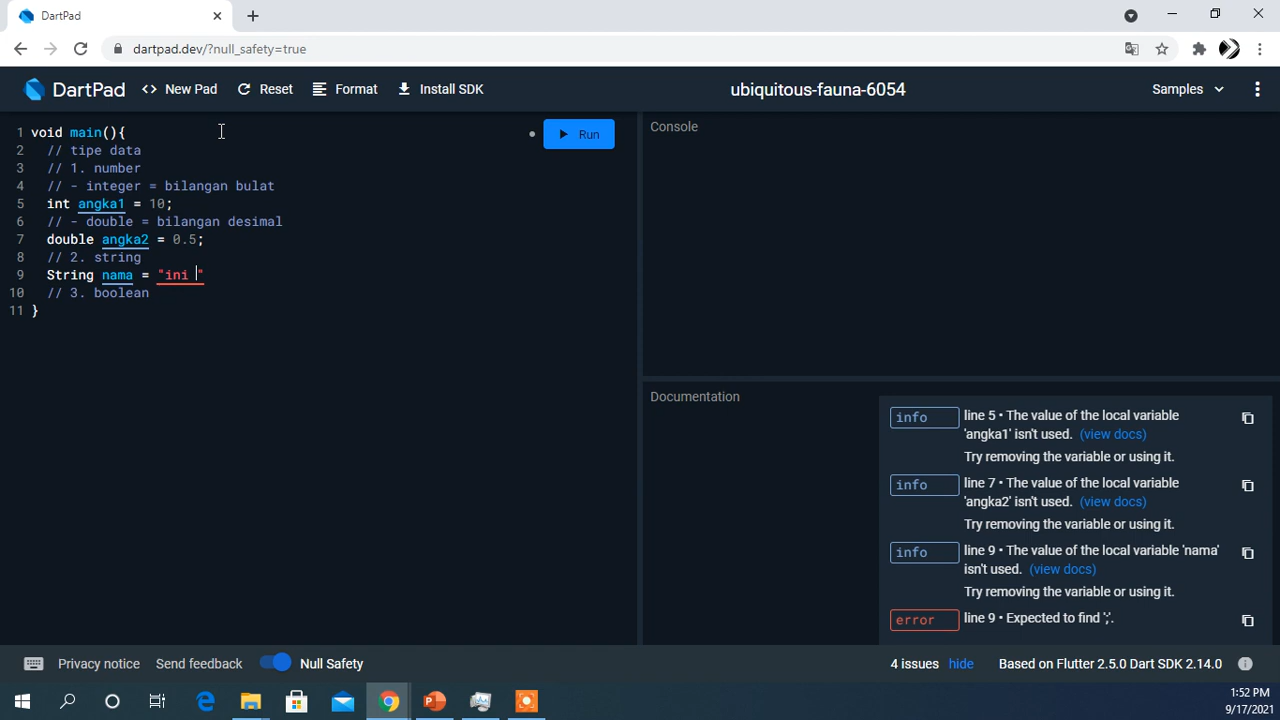 DartPad
dartpad.dev/?null_safety=true
DartPad
<> New Pad
Reset
Format
Install SDK
ubiquitous-fauna-6054
Samples
1 void main(){
2 // tipe data
3 // 1. number
4 // - integer = bilangan bulat
5 int angka1 = 10;
6 // - double = bilangan desimal
7 double angka2 = 0.5;
8 // 2. string
9 String nama = "ini "
10 // 3. boolean
11 }
Run
Console
Documentation
info line 5 • The value of the local variable
'angka1' isn't used. (view docs)
Try removing the variable or using it.
info line 7 • The value of the local variable
'angka2' isn't used. (view docs)
Try removing the variable or using it.
info line 9 • The value of the local variable 'nama'
isn't used. (view docs)
Try removing the variable or using it.
error line 9 • Expected to find ';'.
Privacy notice
Send feedback
Null Safety
4 issues hide
Based on Flutter 2.5.0 Dart SDK 2.14.0
1:52 PM
9/17/2021